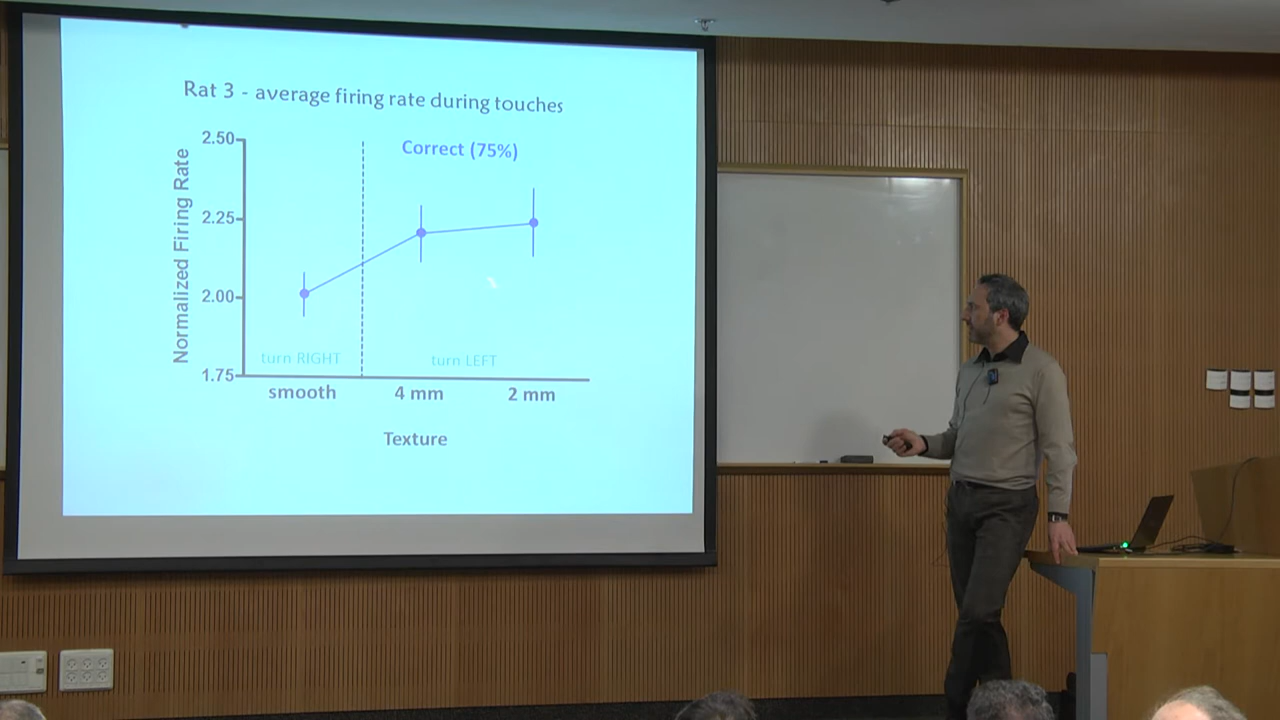 Rat 3 - average firing rate during touches
Correct (75%)
Normalized Firing Rate
2.50
2.25
2.00
1.75
turn RIGHT
turn LEFT
smooth
4 mm
2 mm
Texture